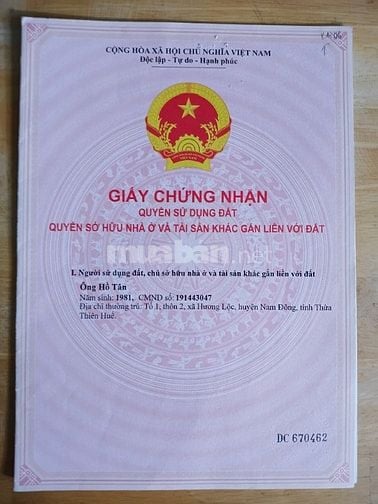 CỘNG HÒA XÃ HỘI CHỦ NGHĨA VIỆT NAM
Độc lập - Tự do - Hạnh phúc
GIẤY CHỨNG NHẬN
QUYỀN SỬ DỤNG ĐẤT
QUYỀN SỞ HỮU NHÀ Ở VÀ TÀI SẢN KHÁC GẮN LIỀN VỚI ĐẤT
muaban.net
I. Người sử dụng đất, chủ sở hữu nhà ở và tài sản khác gắn liền với đất
Ông Hồ Tân
Năm sinh: 1981, CMND số: 191443047
Địa chỉ thường trú: Tổ 1, thôn 2, xã Hương Lộc, huyện Nam Đông, tỉnh Thừa
Thiên Huế.
DC 670462